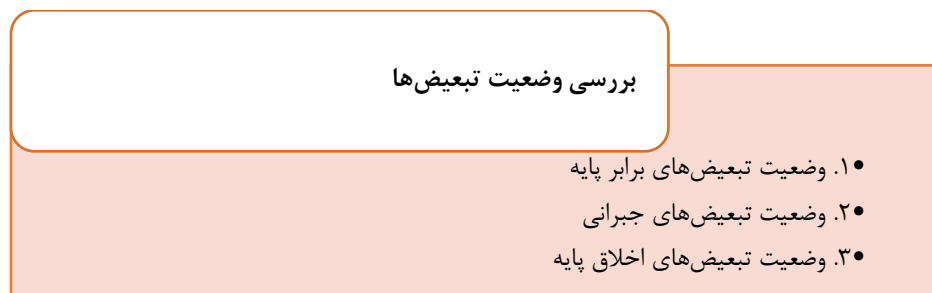 بررسی وضعیت تبعیض‌ها
•۱. وضعیت تبعیض‌های برابر پایه
•۲. وضعیت تبعیض‌های جبرانی
•۳. وضعیت تبعیض‌های اخلاق پایه